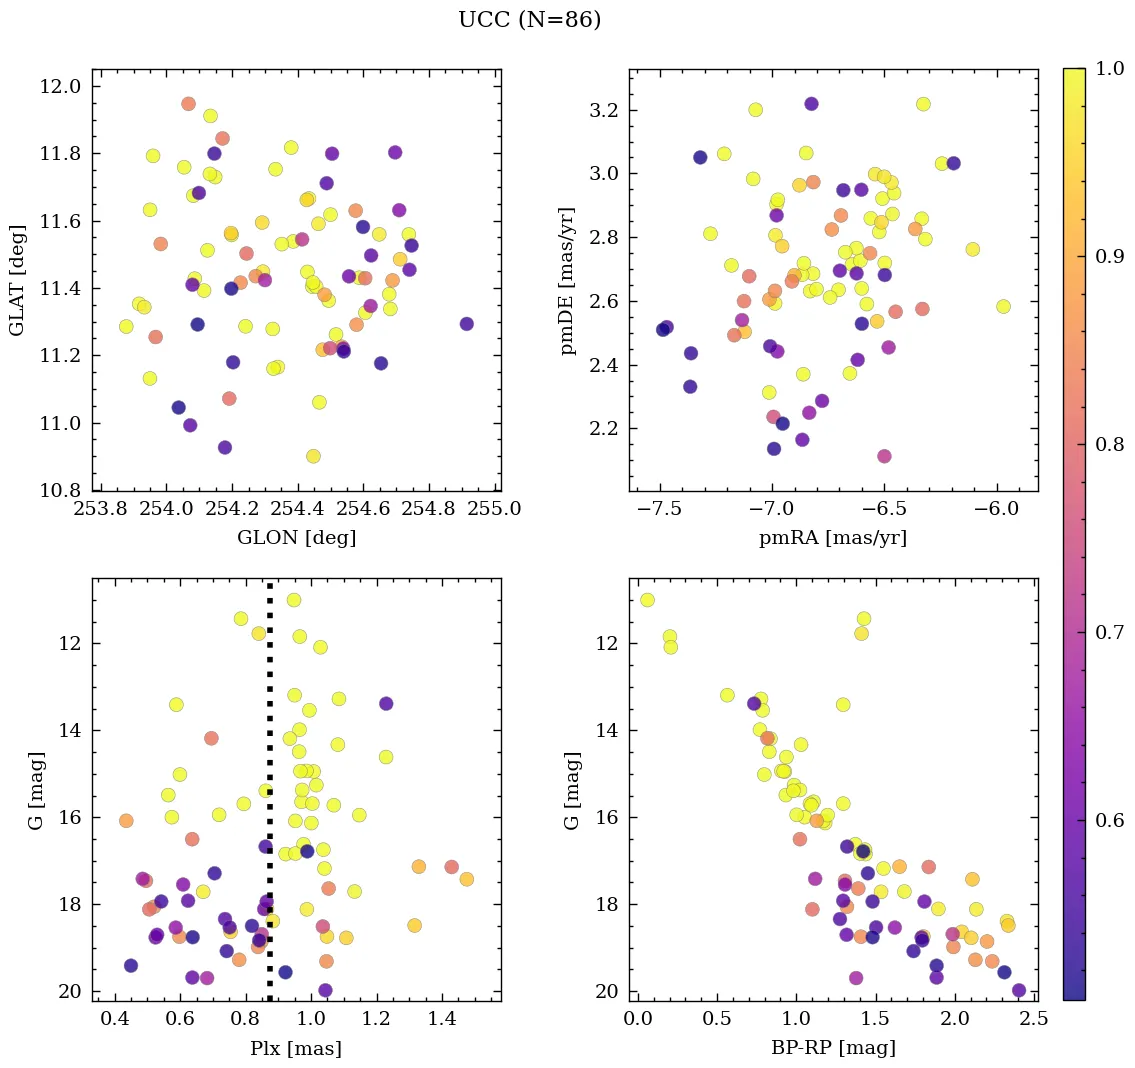 UCC (N=86)
12.0
11.8
11.6
11.4
11.2
11.0
10.8
GLAT [deg]
253.8 254.0 254.2 254.4 254.6 254.8 255.0
GLON [deg]
3.2
3.0
2.8
2.6
2.4
2.2
pmDE [mas/yr]
−7.5 −7.0 −6.5 −6.0
pmRA [mas/yr]
12
14
16
18
20
G [mag]
0.4 0.6 0.8 1.0 1.2 1.4
Plx [mas]
12
14
16
18
20
G [mag]
0.0 0.5 1.0 1.5 2.0 2.5
BP-RP [mag]
1.0
0.9
0.8
0.7
0.6